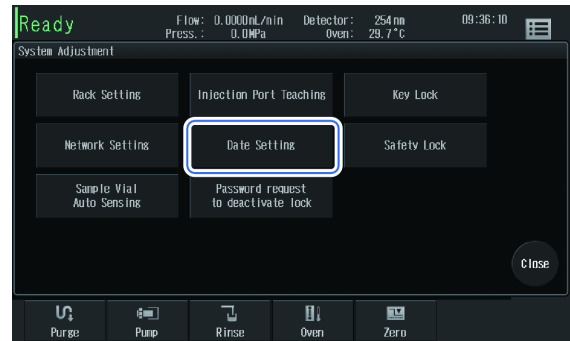 Ready
Flow: 0.0000mL/min Detector: 254 nm 09:36:10
Press.: 0.0MPa Oven: 29.7°C
System Adjustment
Rack Setting
Injection Port Teaching
Key Lock
Network Setting
Date Setting
Safety Lock
Sample Vial
Auto Sensing
Password request
to deactivate lock
Close
Purge
Pump
Rinse
Oven
Zero